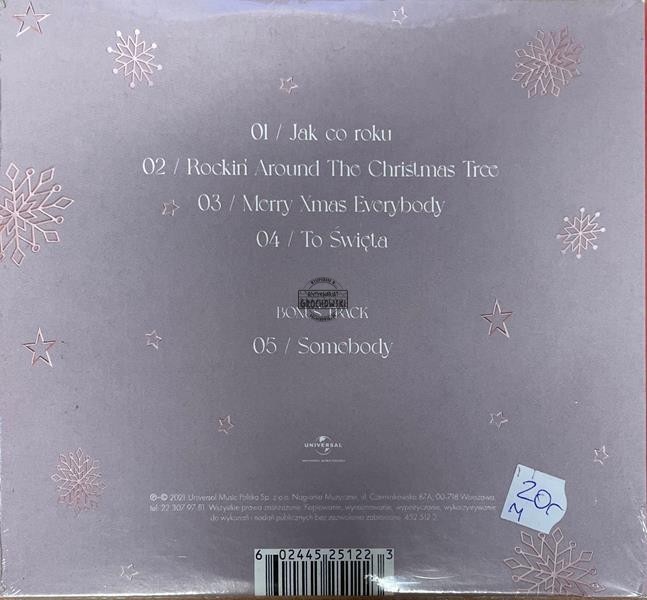 01 / Jak co roku
02 / Rockin' Around The Christmas Tree
03 / Merry Xmas Everybody
04 / To Święta
GROCHOWSKI
BONUS TRACK
05 / Somebody
UNIVERSAL
℗ © 2021 Universal Music Polska Sp. z o.o. Nagranie Muzyczne, ul. Czerniakowska 87A, 00-718 Warszawa,
tel. 22 307 97 81. Wszystkie prawa zastrzeżone. Kopiowanie, wynajmowanie, wypożyczanie, wykorzystywanie
do wykonań i nadań publicznych bez zezwolenia zabronione. 452 512 2
20,-
M
6 02445 25122 3